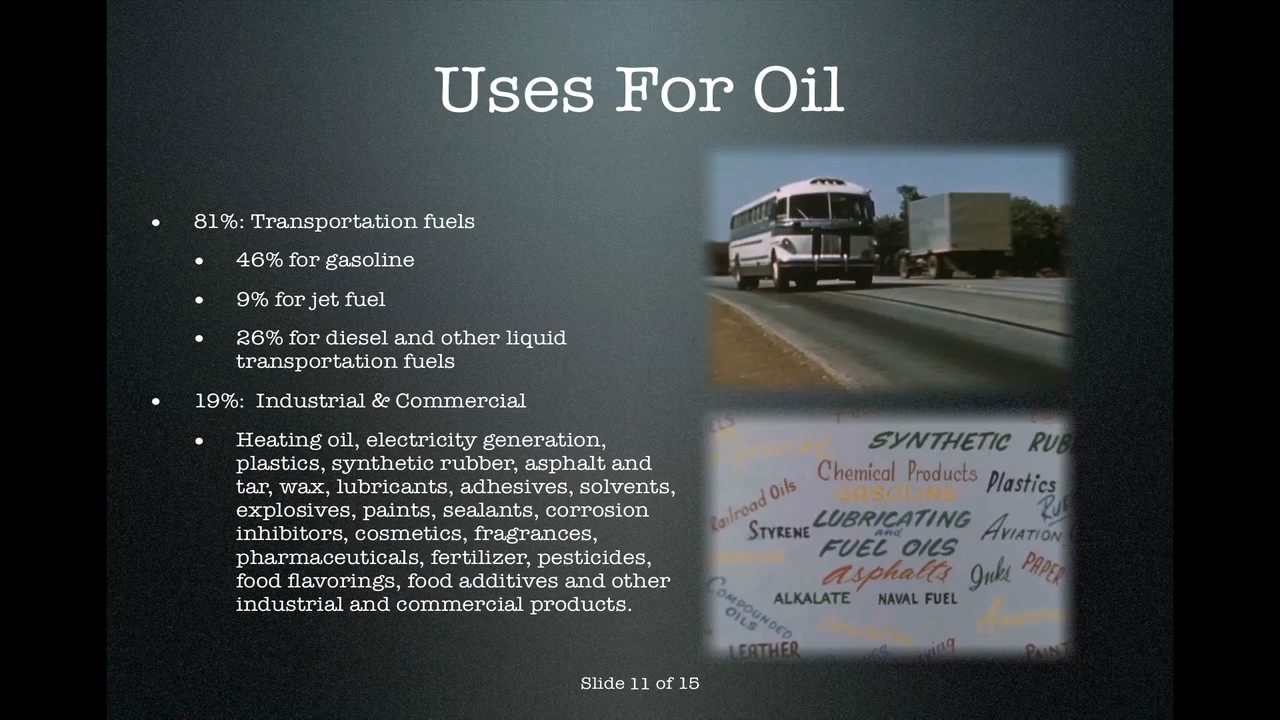 Uses For Oil
• 81%: Transportation fuels
• 46% for gasoline
• 9% for jet fuel
• 26% for diesel and other liquid
transportation fuels
• 19%:  Industrial & Commercial
• Heating oil, electricity generation,
plastics, synthetic rubber, asphalt and
tar, wax, lubricants, adhesives, solvents,
explosives, paints, sealants, corrosion
inhibitors, cosmetics, fragrances,
pharmaceuticals, fertilizer, pesticides,
food flavorings, food additives and other
industrial and commercial products.
SYNTHETIC RUB
Chemical Products
GASOLINE
Plastics
Railroad Oils
STYRENE
LUBRICATING
and
FUEL OILS
AVIATION
Asphalts
Inks
PAPER
ALKALATE
NAVAL FUEL
COMPOUNDED
OILS
LEATHER
Slide 11 of 15